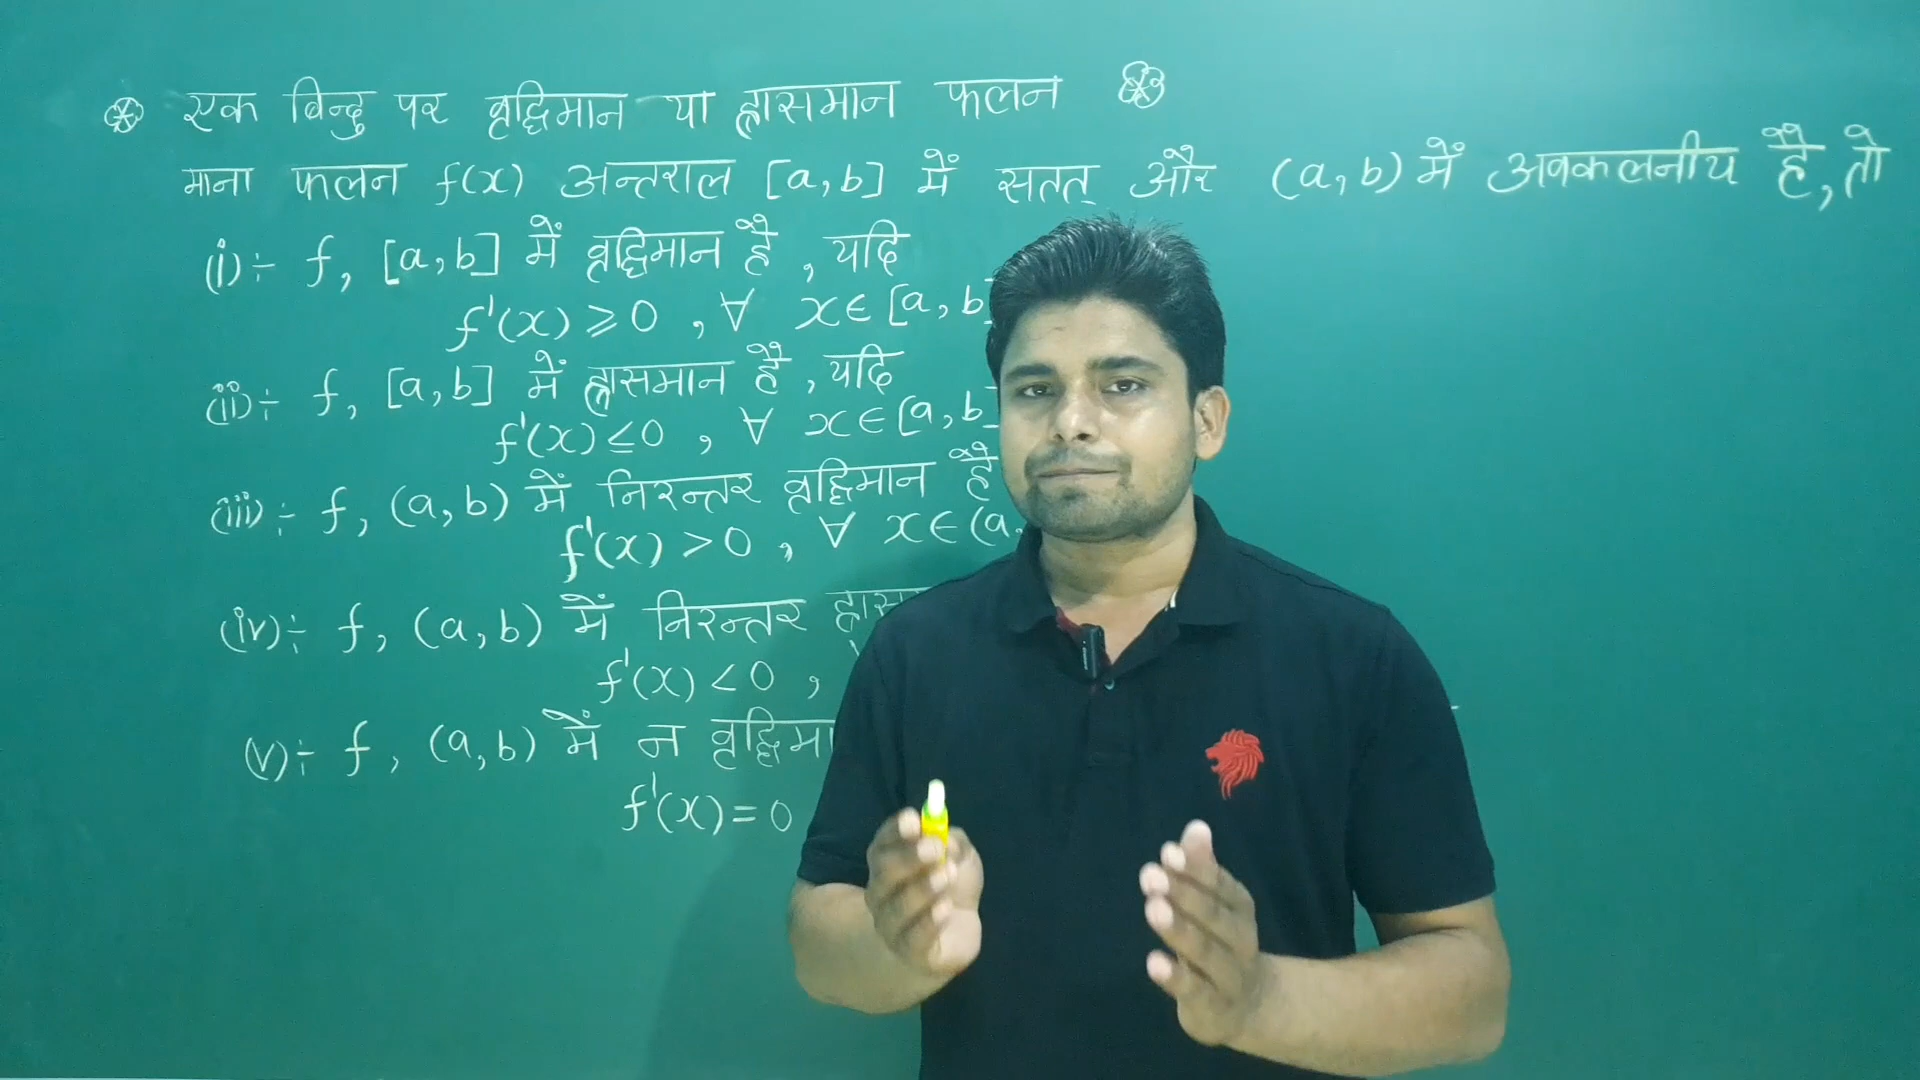 एक बिन्दु पर वृद्धिमान या ह्रासमान फलन
माना फलन f(x) अन्तराल [a,b] में सतत् और (a,b) में अवकलनीय है, तो
(i)÷ f, [a,b] में वृद्धिमान है, यदि
f'(x) ⩾ 0, ∀ x∈[a,b]
(ii)÷ f, [a,b] में ह्रासमान है, यदि
f'(x) ≤ 0, ∀ x∈[a,b]
(iii)÷ f, (a,b) में निरन्तर वृद्धिमान है
f'(x) > 0, ∀ x∈(a,
(iv)÷ f, (a,b) में निरन्तर
f'(x) < 0,
(v)÷ f, (a,b) में न
f'(x) = 0